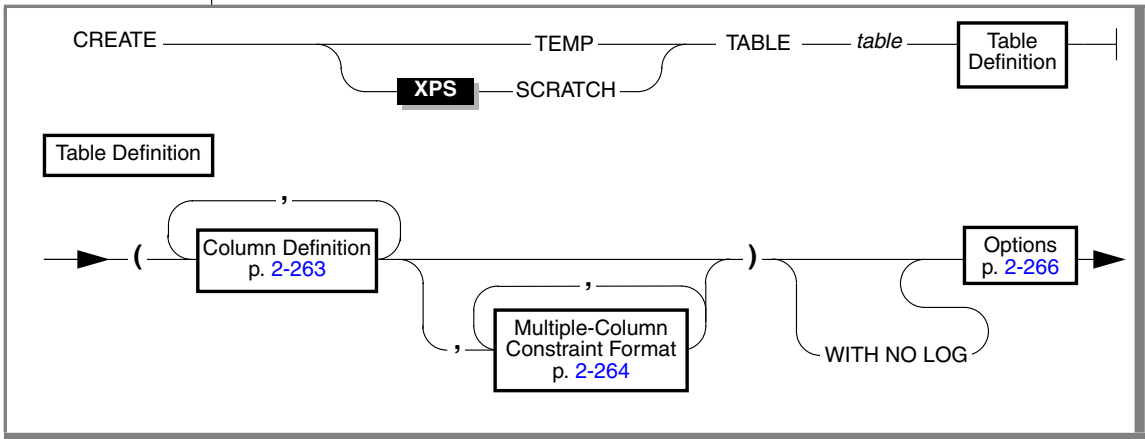 CREATE TEMP TABLE table Table Definition
XPS SCRATCH
Table Definition
,
( Column Definition p. 2-263 ) Options p. 2-266
,
, Multiple-Column Constraint Format p. 2-264
WITH NO LOG